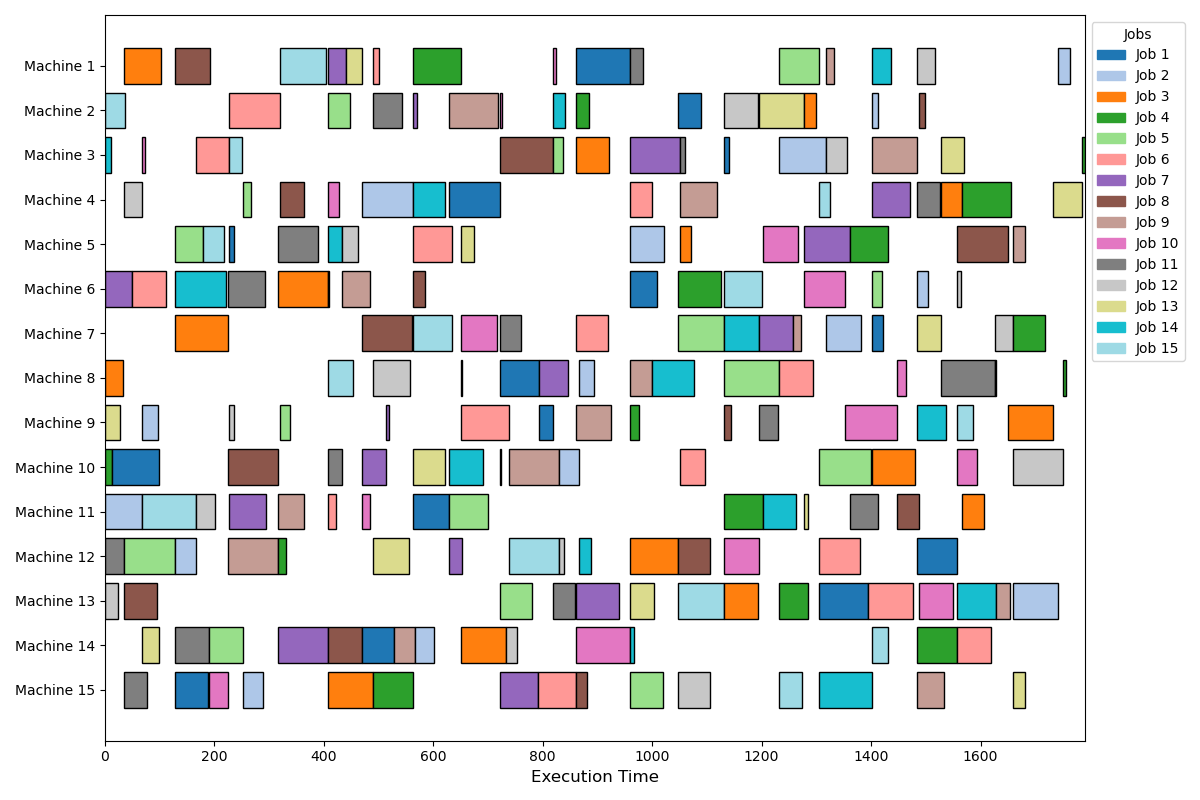 Machine 1
Machine 2
Machine 3
Machine 4
Machine 5
Machine 6
Machine 7
Machine 8
Machine 9
Machine 10
Machine 11
Machine 12
Machine 13
Machine 14
Machine 15
0 200 400 600 800 1000 1200 1400 1600
Execution Time
Jobs
Job 1
Job 2
Job 3
Job 4
Job 5
Job 6
Job 7
Job 8
Job 9
Job 10
Job 11
Job 12
Job 13
Job 14
Job 15